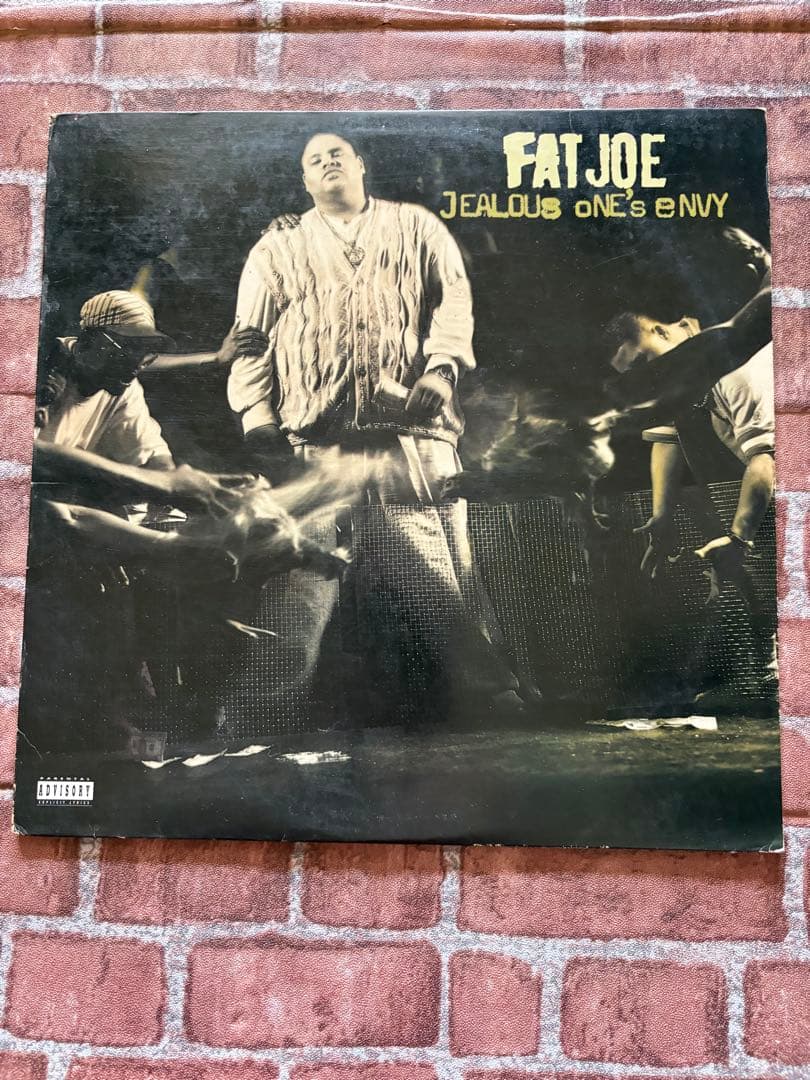 FAT JOE
JEALOUS oNE's eNVY
PARENTAL
ADVISORY
EXPLICIT LYRICS